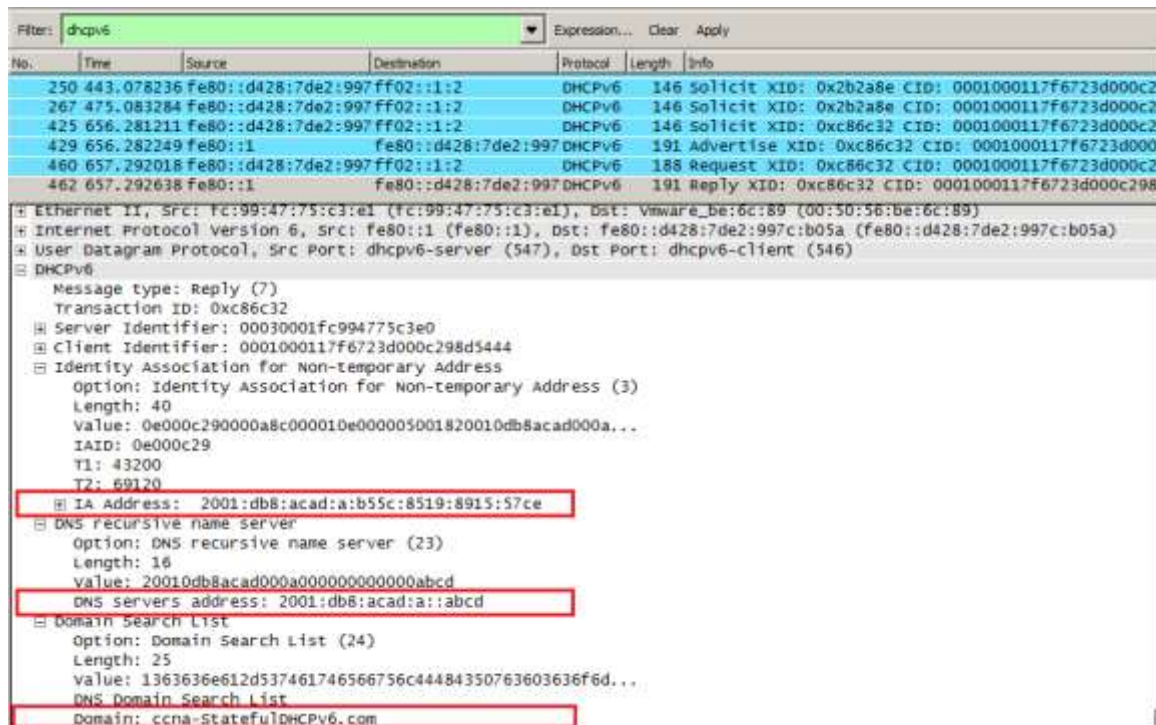 Filter: dhcpv6 Expression... Clear Apply
No. Time Source Destination Protocol Length Info
250 443.078236 fe80::d428:7de2:997 ff02::1:2 DHCPv6 146 Solicit XID: 0x2b2a8e CID: 0001000117f6723d000c2
267 475.083284 fe80::d428:7de2:997 ff02::1:2 DHCPv6 146 Solicit XID: 0x2b2a8e CID: 0001000117f6723d000c2
425 656.281211 fe80::d428:7de2:997 ff02::1:2 DHCPv6 146 Solicit XID: 0xc86c32 CID: 0001000117f6723d000c2
429 656.282249 fe80::1 fe80::d428:7de2:997 DHCPv6 191 Advertise XID: 0xc86c32 CID: 0001000117f6723d000
460 657.292018 fe80::d428:7de2:997 ff02::1:2 DHCPv6 188 Request XID: 0xc86c32 CID: 0001000117f6723d000c2
462 657.292638 fe80::1 fe80::d428:7de2:997 DHCPv6 191 Reply XID: 0xc86c32 CID: 0001000117f6723d000c298
Ethernet II, Src: fc:99:47:75:c3:e1 (fc:99:47:75:c3:e1), Dst: Vmware_be:6c:89 (00:50:56:be:6c:89)
Internet Protocol Version 6, Src: fe80::1 (fe80::1), Dst: fe80::d428:7de2:997c:b05a (fe80::d428:7de2:997c:b05a)
User Datagram Protocol, Src Port: dhcpv6-server (547), Dst Port: dhcpv6-client (546)
DHCPv6
Message type: Reply (7)
Transaction ID: 0xc86c32
Server Identifier: 00030001fc994775c3e0
Client Identifier: 0001000117f6723d000c298d5444
Identity Association for Non-temporary Address
Option: Identity Association for Non-temporary Address (3)
Length: 40
Value: 0e000c290000a8c000010e000005001820010db8acad000a...
IAID: 0e000c29
T1: 43200
T2: 69120
IA Address: 2001:db8:acad:a:b55c:8519:8915:57ce
DNS recursive name server
Option: DNS recursive name server (23)
Length: 16
Value: 20010db8acad000a000000000000abcd
DNS servers address: 2001:db8:acad:a::abcd
Domain Search List
Option: Domain Search List (24)
Length: 25
DNS Domain Search List
Domain: ccna-StatefulDHCPv6.com